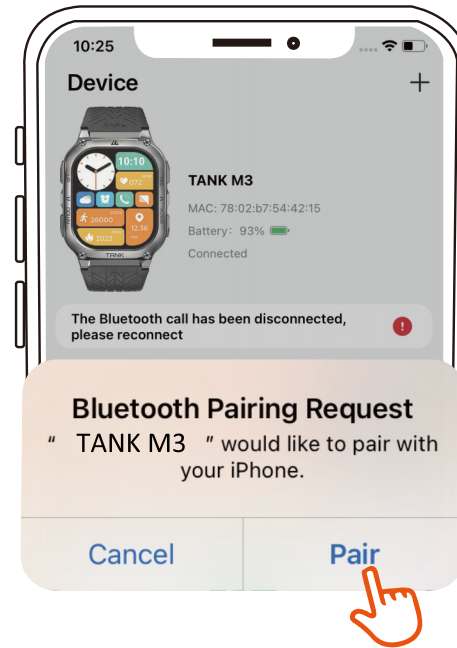 10:25
Device
+
10:10
072
26000
12.36
2023
TANK
TANK M3
MAC: 78:02:b7:54:42:15
Battery: 93%
Connected
The Bluetooth call has been disconnected,
please reconnect
!
Bluetooth Pairing Request
“ TANK M3 ” would like to pair with
your iPhone.
Cancel
Pair